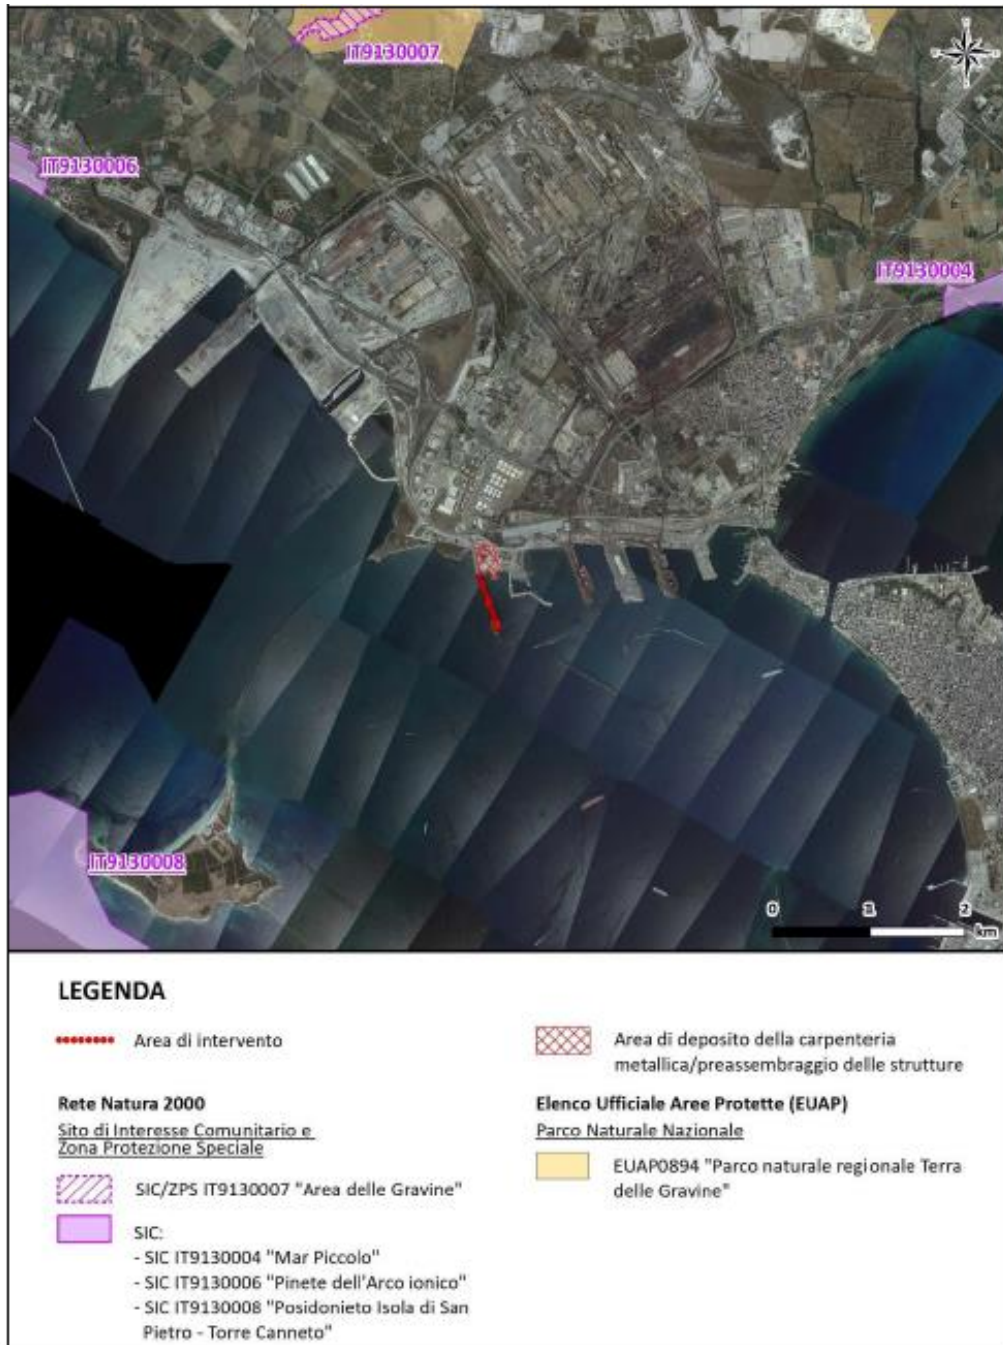 IT9130007
IT9130006
IT9130004
IT9130008
0 1 2
km
LEGENDA
Area di intervento
Area di deposito della carpenteria
metallica/preassembraggio delle strutture
Rete Natura 2000
Sito di Interesse Comunitario e
Zona Protezione Speciale
SIC/ZPS IT9130007 "Area delle Gravine"
SIC:
- SIC IT9130004 "Mar Piccolo"
- SIC IT9130006 "Pinete dell'Arco ionico"
- SIC IT9130008 "Posidonieto Isola di San
Pietro - Torre Canneto"
Elenco Ufficiale Aree Protette (EUAP)
Parco Naturale Nazionale
EUAP0894 "Parco naturale regionale Terra
delle Gravine"